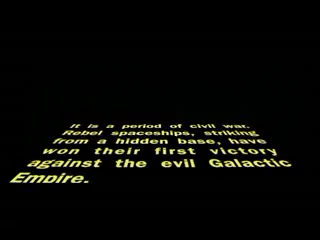 It is a period of civil war.
Rebel spaceships, striking
from a hidden base, have
won their first victory
against the evil Galactic
Empire.